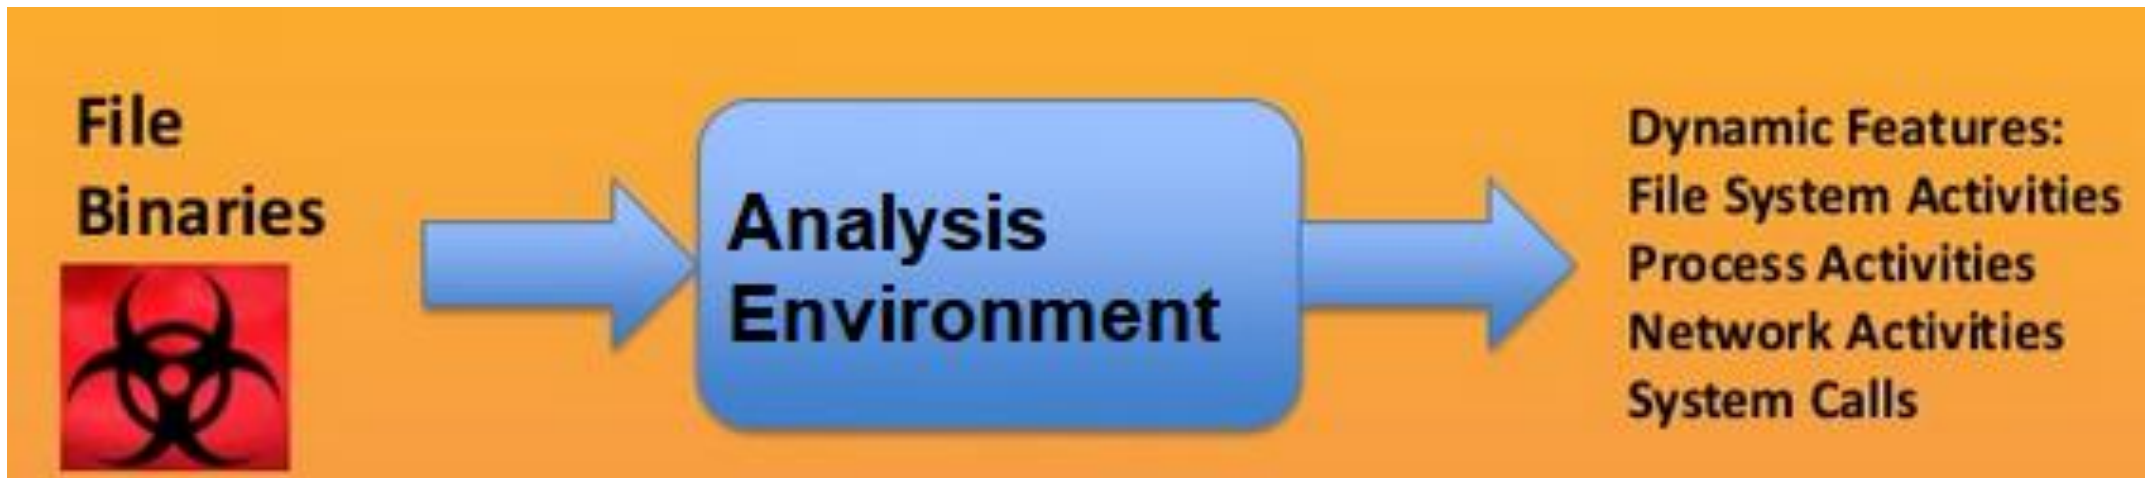 File
Binaries
Analysis
Environment
Dynamic Features:
File System Activities
Process Activities
Network Activities
System Calls